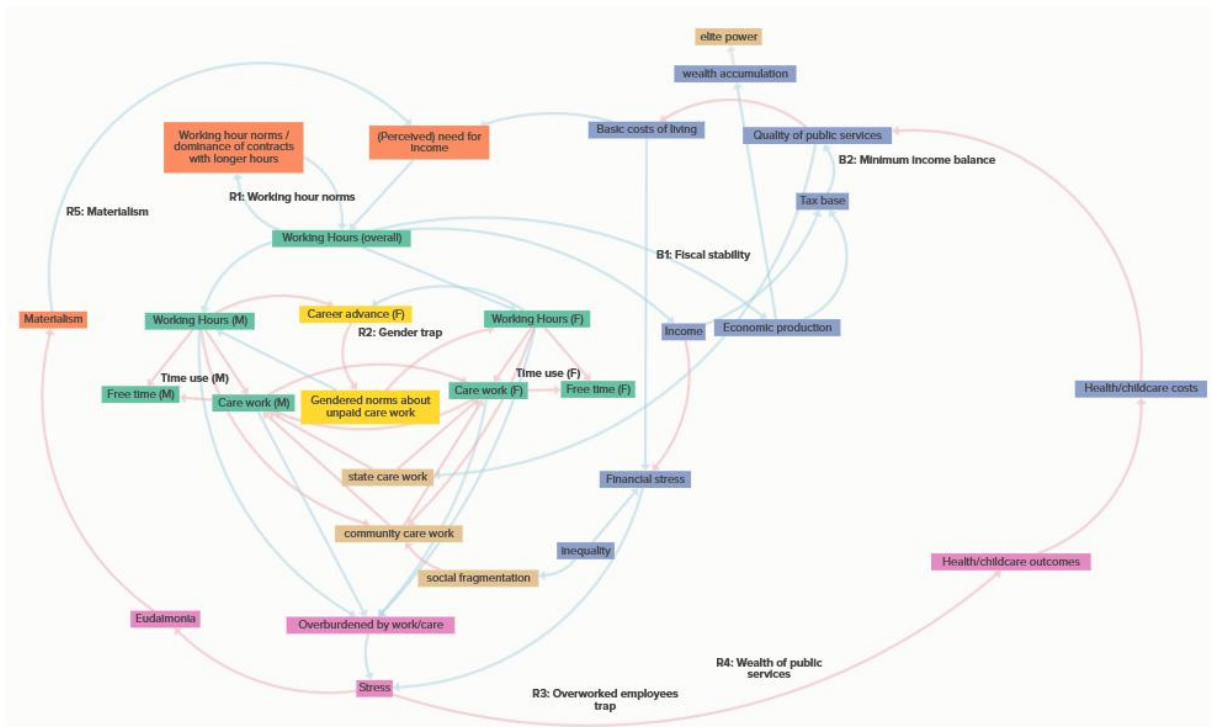 elite power
wealth accumulation
Working hour norms /
dominance of contracts
with longer hours
(Perceived) need for
income
Basic costs of living
Quality of public services
B2: Minimum income balance
R1: Working hour norms
Tax base
R5: Materialism
Working Hours (overall)
B1: Fiscal stability
Materialism
Working Hours (M)
Career advance (F)
Working Hours (F)
R2: Gender trap
Income
Economic production
Time use (M)
Time use (F)
Free time (M)
Care work (M)
Gendered norms about
unpaid care work
Care work (F)
Free time (F)
Health/childcare costs
state care work
Financial stress
community care work
inequality
social fragmentation
Health/childcare outcomes
Eudaimonia
Overburdened by work/care
Stress
R4: Wealth of public
services
R3: Overworked employees
trap